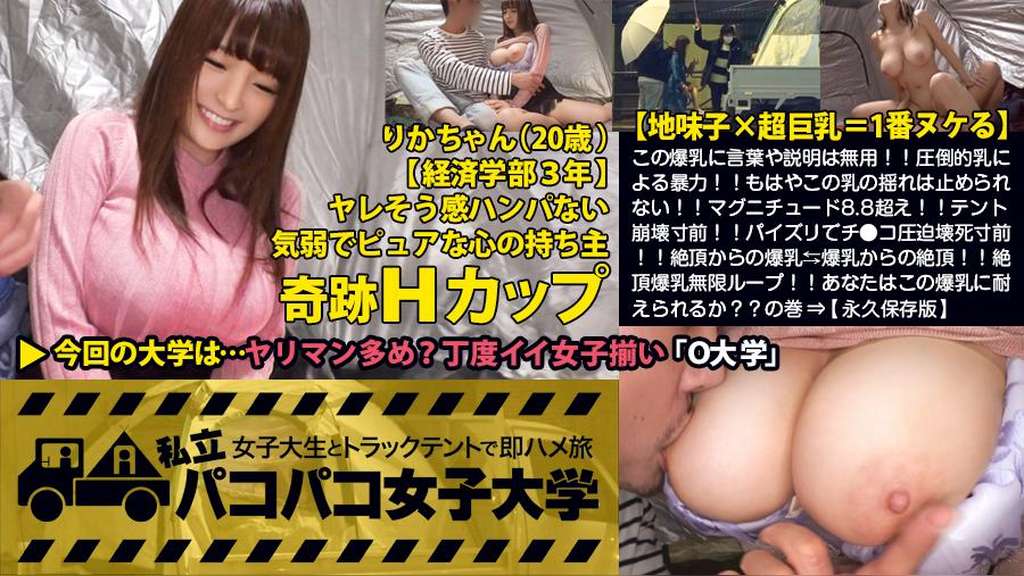 りかちゃん(20歳)
【経済学部3年】
ヤレそう感ハンパない
気弱でピュアな心の持ち主
奇跡Hカップ
【地味子×超巨乳=1番ヌケる】
この爆乳に言葉や説明は無用!!圧倒的乳に
よる暴力!!もはやこの乳の揺れは止められ
ない!!マグニチュード8.8超え!!テント
崩壊寸前!!パイズリでチ●コ圧迫壊死寸前
!!絶頂からの爆乳⇆爆乳からの絶頂!!絶
頂爆乳無限ループ!!あなたはこの爆乳に耐
えられるか??の巻⇒【永久保存版】
▶今回の大学は…ヤリマン多め?丁度イイ女子揃い「O大学」
私立 女子大生とトラックテントで即ハメ旅
パコパコ女子大学